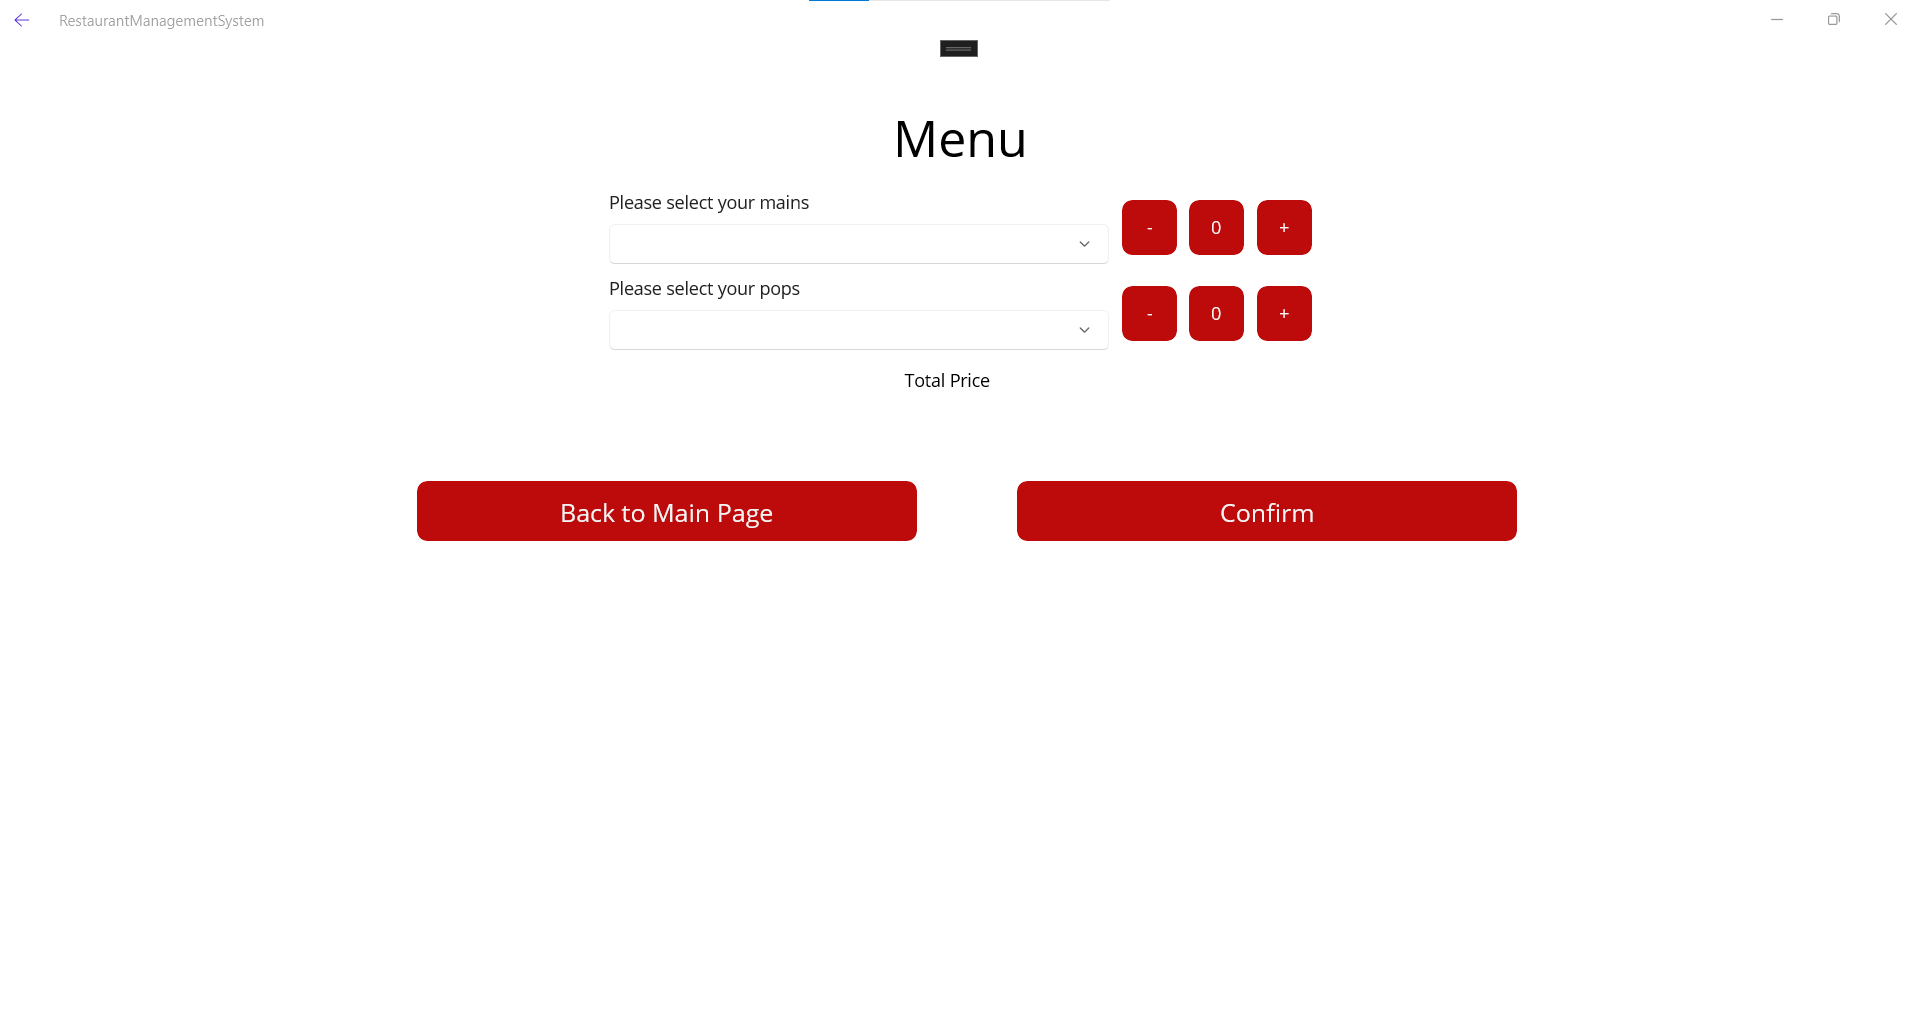 RestaurantManagementSystem
Menu
Please select your mains
- 0 +
Please select your pops
- 0 +
Total Price
Back to Main Page
Confirm